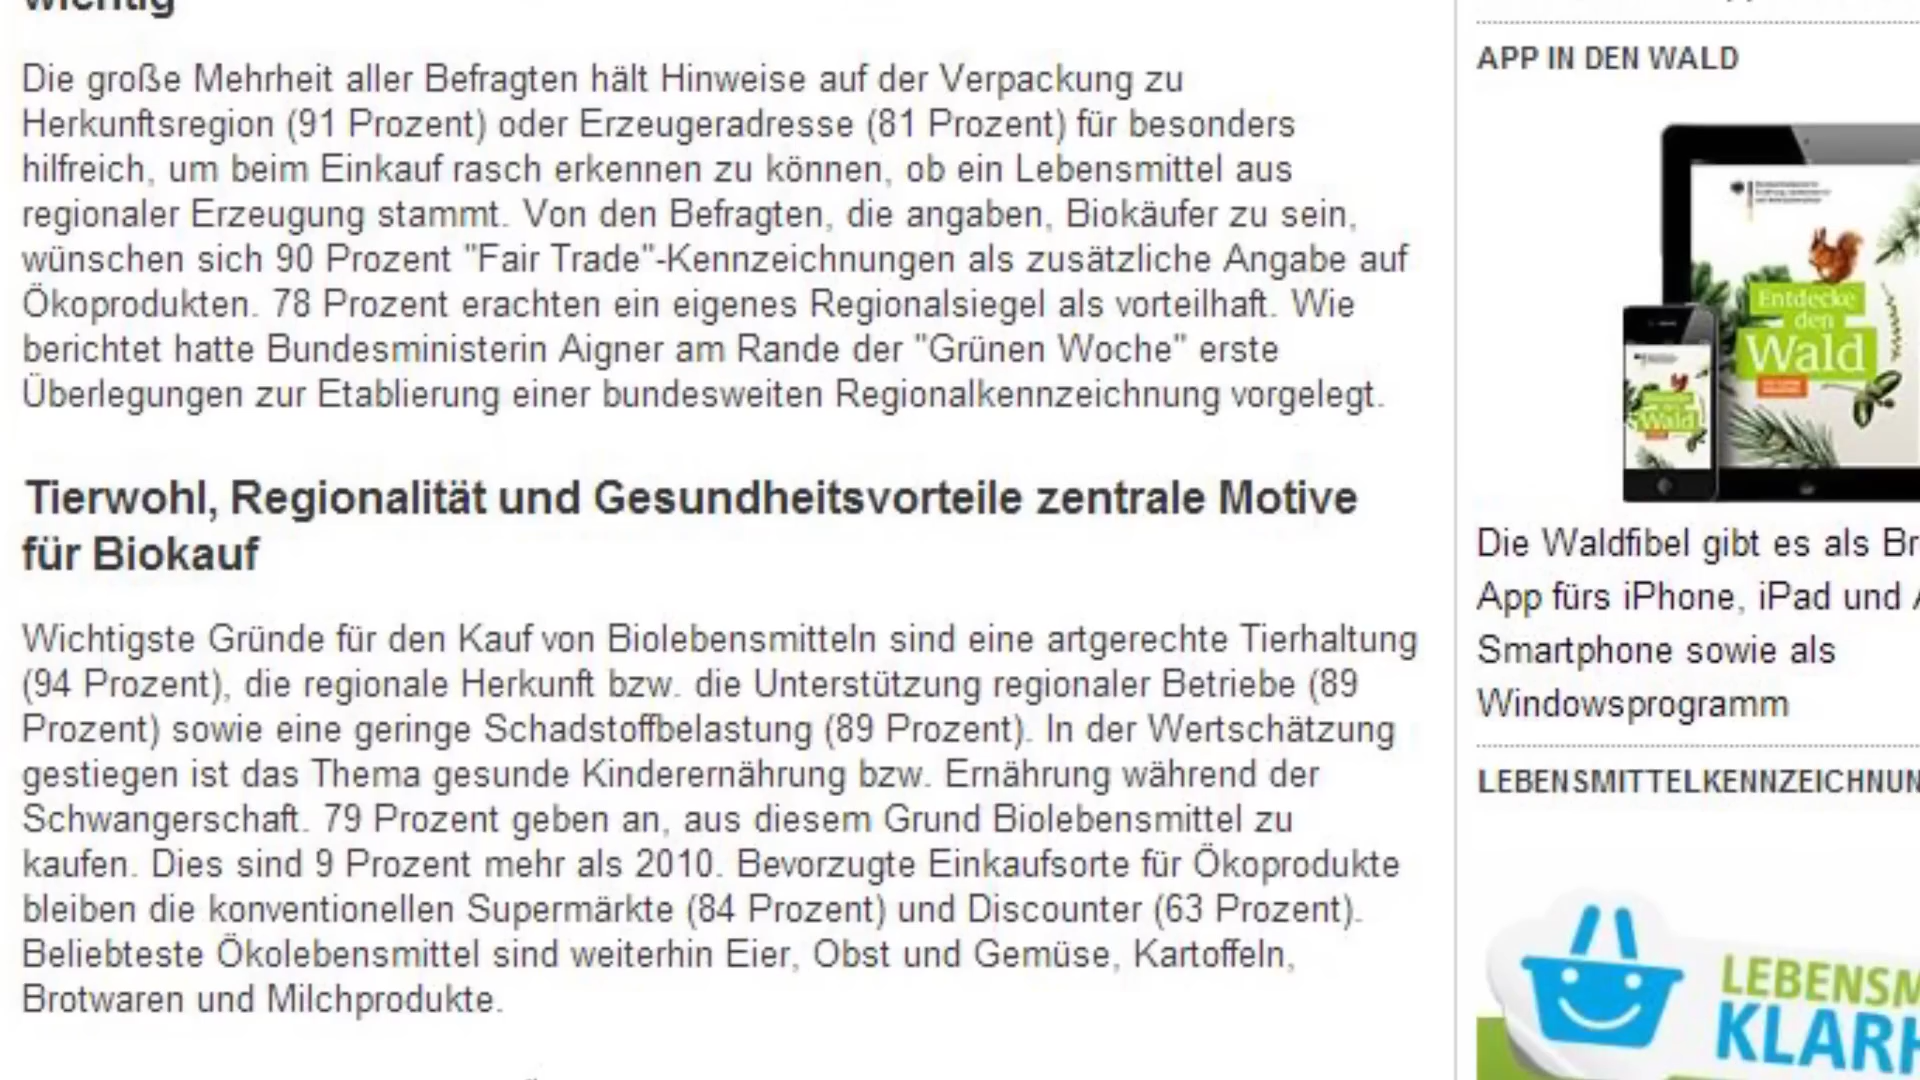 wichtig
Die große Mehrheit aller Befragten hält Hinweise auf der Verpackung zu
Herkunftsregion (91 Prozent) oder Erzeugeradresse (81 Prozent) für besonders
hilfreich, um beim Einkauf rasch erkennen zu können, ob ein Lebensmittel aus
regionaler Erzeugung stammt. Von den Befragten, die angaben, Biokäufer zu sein,
wünschen sich 90 Prozent "Fair Trade"-Kennzeichnungen als zusätzliche Angabe auf
Ökoprodukten. 78 Prozent erachten ein eigenes Regionalsiegel als vorteilhaft. Wie
berichtet hatte Bundesministerin Aigner am Rande der "Grünen Woche" erste
Überlegungen zur Etablierung einer bundesweiten Regionalkennzeichnung vorgelegt.
Tierwohl, Regionalität und Gesundheitsvorteile zentrale Motive
für Biokauf
Wichtigste Gründe für den Kauf von Biolebensmitteln sind eine artgerechte Tierhaltung
(94 Prozent), die regionale Herkunft bzw. die Unterstützung regionaler Betriebe (89
Prozent) sowie eine geringe Schadstoffbelastung (89 Prozent). In der Wertschätzung
gestiegen ist das Thema gesunde Kinderernährung bzw. Ernährung während der
Schwangerschaft. 79 Prozent geben an, aus diesem Grund Biolebensmittel zu
kaufen. Dies sind 9 Prozent mehr als 2010. Bevorzugte Einkaufsorte für Ökoprodukte
bleiben die konventionellen Supermärkte (84 Prozent) und Discounter (63 Prozent).
Beliebteste Ökolebensmittel sind weiterhin Eier, Obst und Gemüse, Kartoffeln,
Brotwaren und Milchprodukte.
APP IN DEN WALD
Entdecke
den
Wald
Wald
Die Waldfibel gibt es als Br
App fürs iPhone, iPad und A
Smartphone sowie als
Windowsprogramm
LEBENSMITTELKENNZEICHNUN
LEBENSM
KLARH